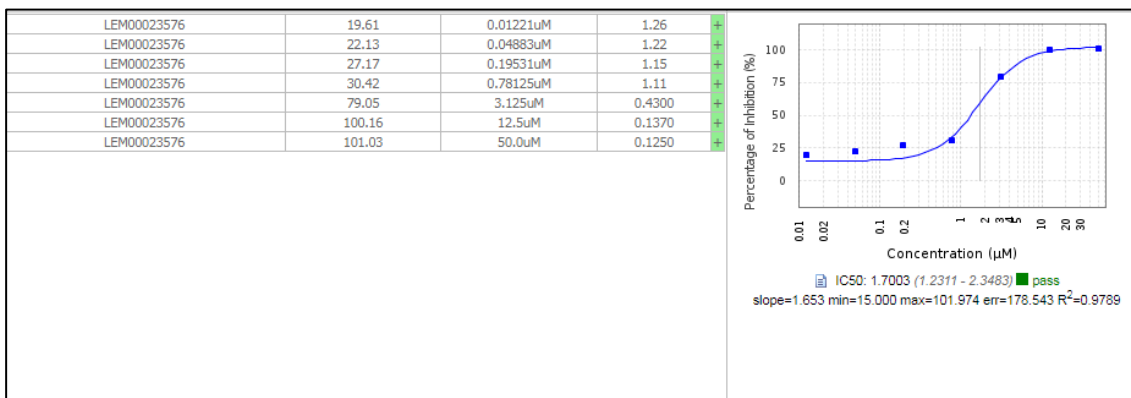 LEM00023576 19.61 0.01221uM 1.26 +
LEM00023576 22.13 0.04883uM 1.22 +
LEM00023576 27.17 0.19531uM 1.15 +
LEM00023576 30.42 0.78125uM 1.11 +
LEM00023576 79.05 3.125uM 0.4300 +
LEM00023576 100.16 12.5uM 0.1370 +
LEM00023576 101.03 50.0uM 0.1250 +
Percentage of Inhibition (%)
100
75
50
25
0
0.01 0.02 0.1 0.2 1 2 3 4 5 10 20 30
Concentration (µM)
IC50: 1.7003 (1.2311 - 2.3483) pass
slope=1.653 min=15.000 max=101.974 err=178.543 R²=0.9789